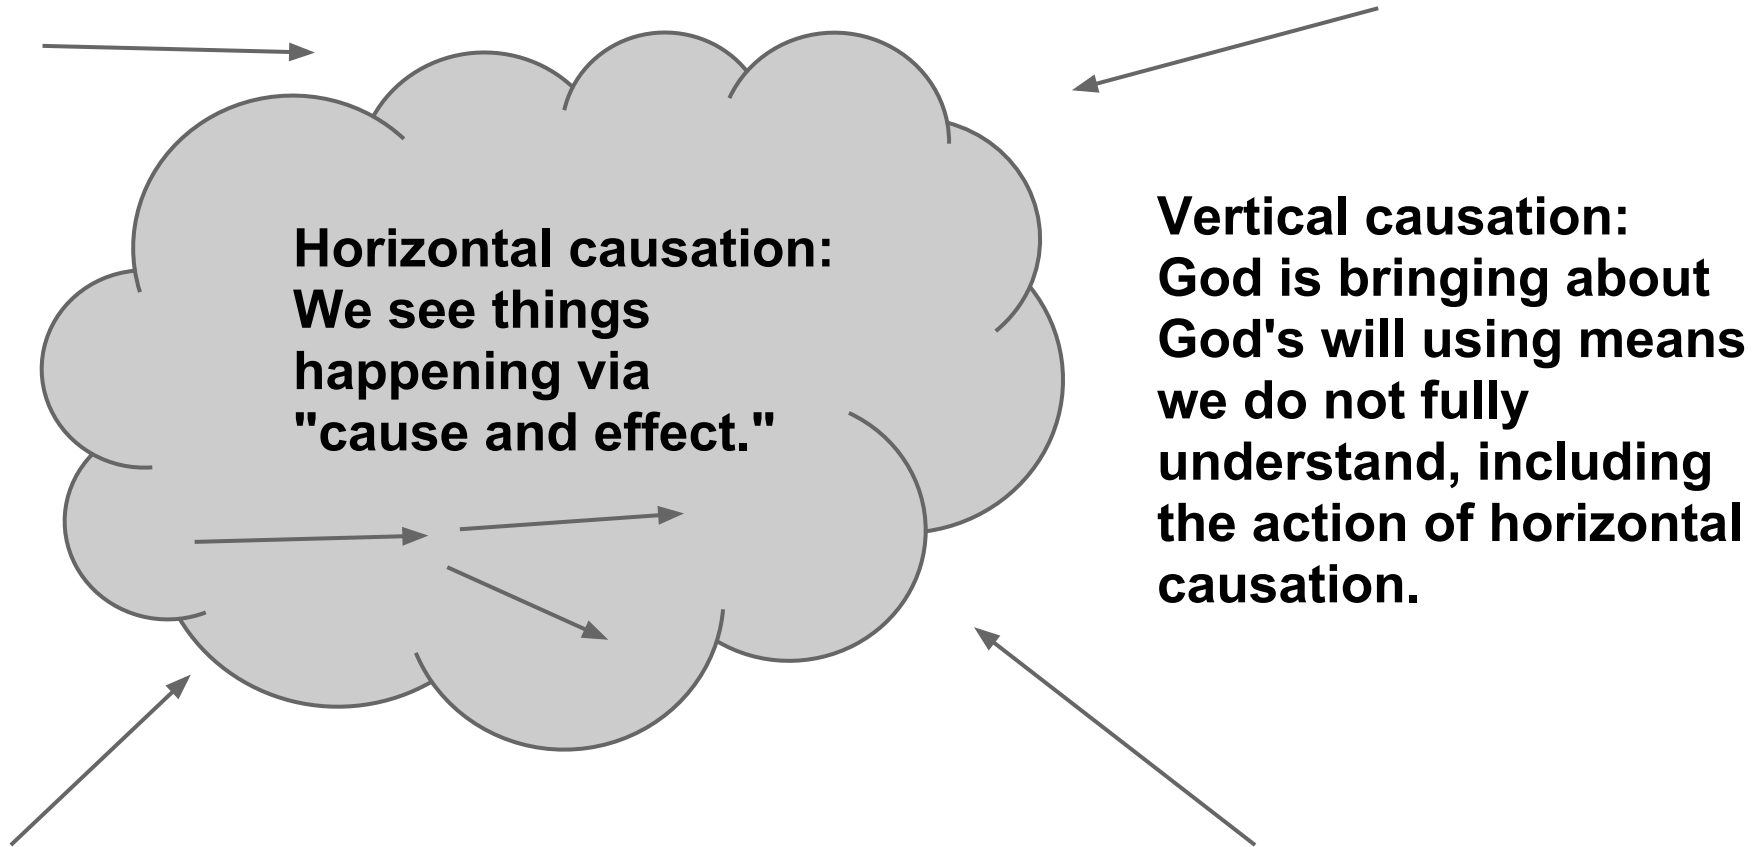 Horizontal causation:
We see things
happening via
"cause and effect."
Vertical causation:
God is bringing about
God's will using means
we do not fully
understand, including
the action of horizontal
causation.